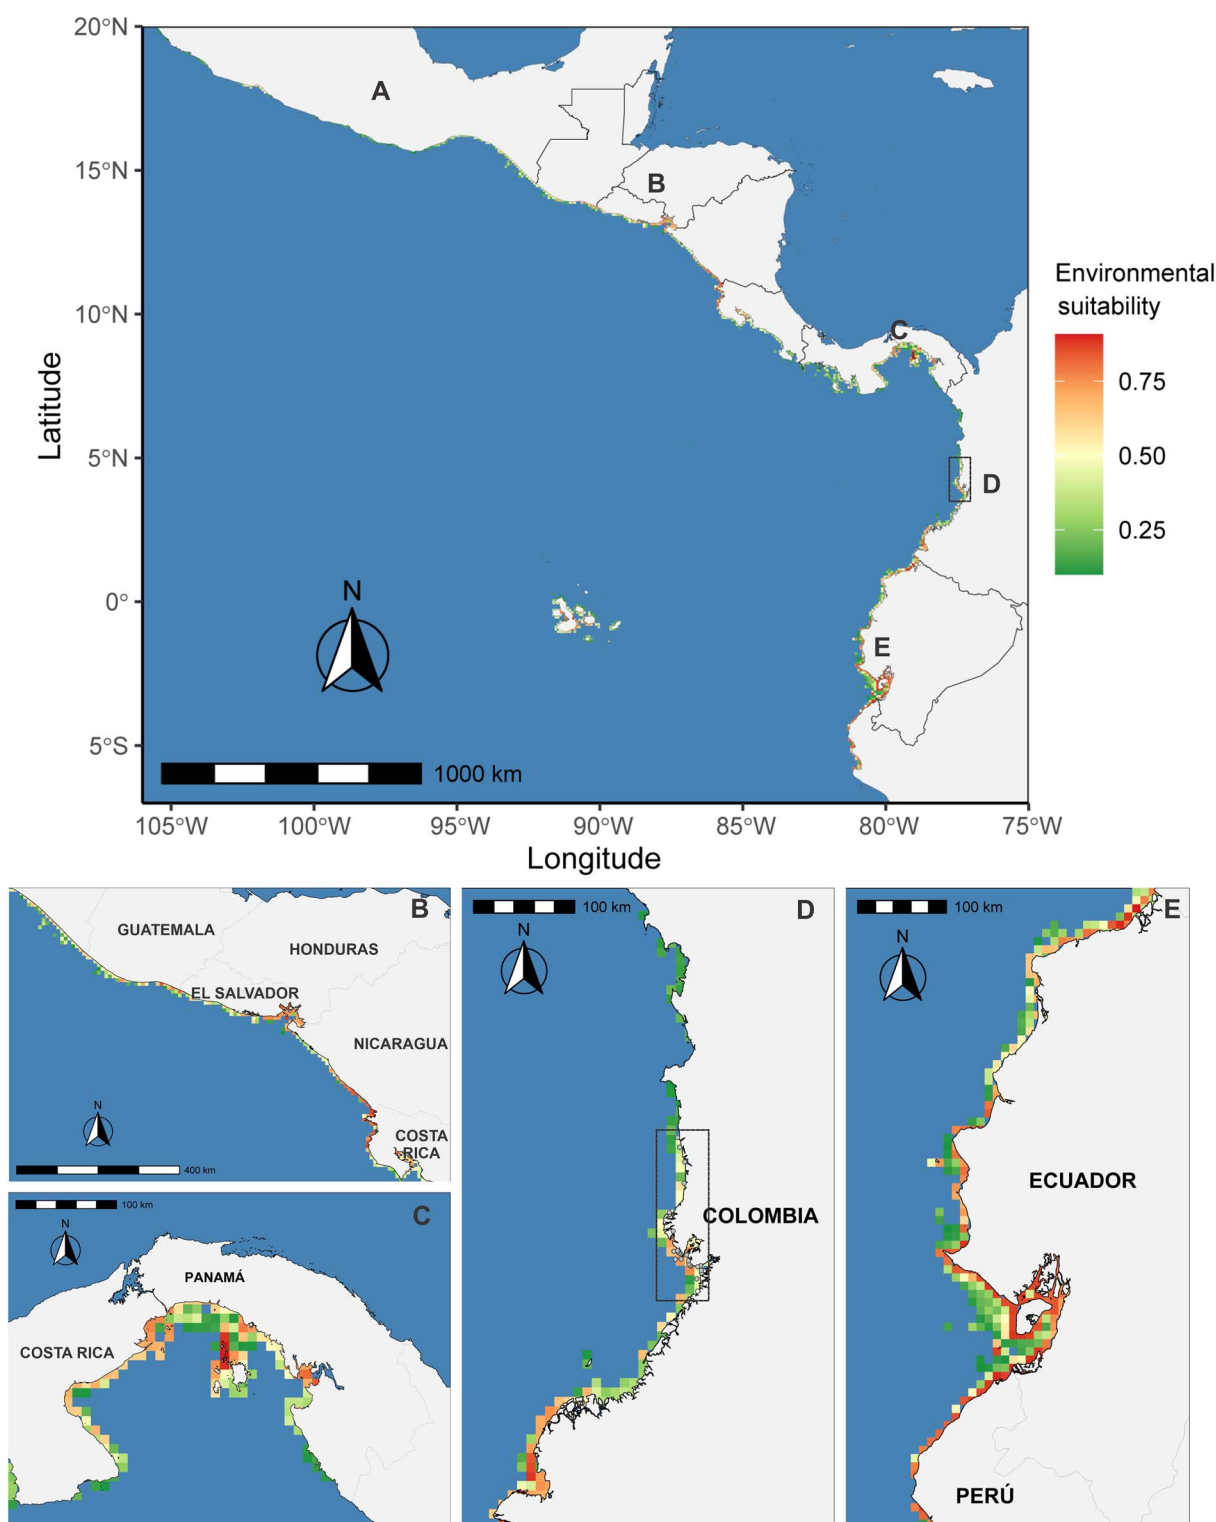 20°N
15°N
10°N
5°N
0°
5°S
Latitude
A
B
C
D
E
N
1000 km
105°W
100°W
95°W
90°W
85°W
80°W
75°W
Longitude
Environmental
suitability
0.75
0.50
0.25
B
GUATEMALA
HONDURAS
EL SALVADOR
NICARAGUA
COSTA
RICA
N
400 km
100 km
C
N
PANAMÁ
COSTA RICA
100 km
D
N
COLOMBIA
100 km
E
N
ECUADOR
PERÚ